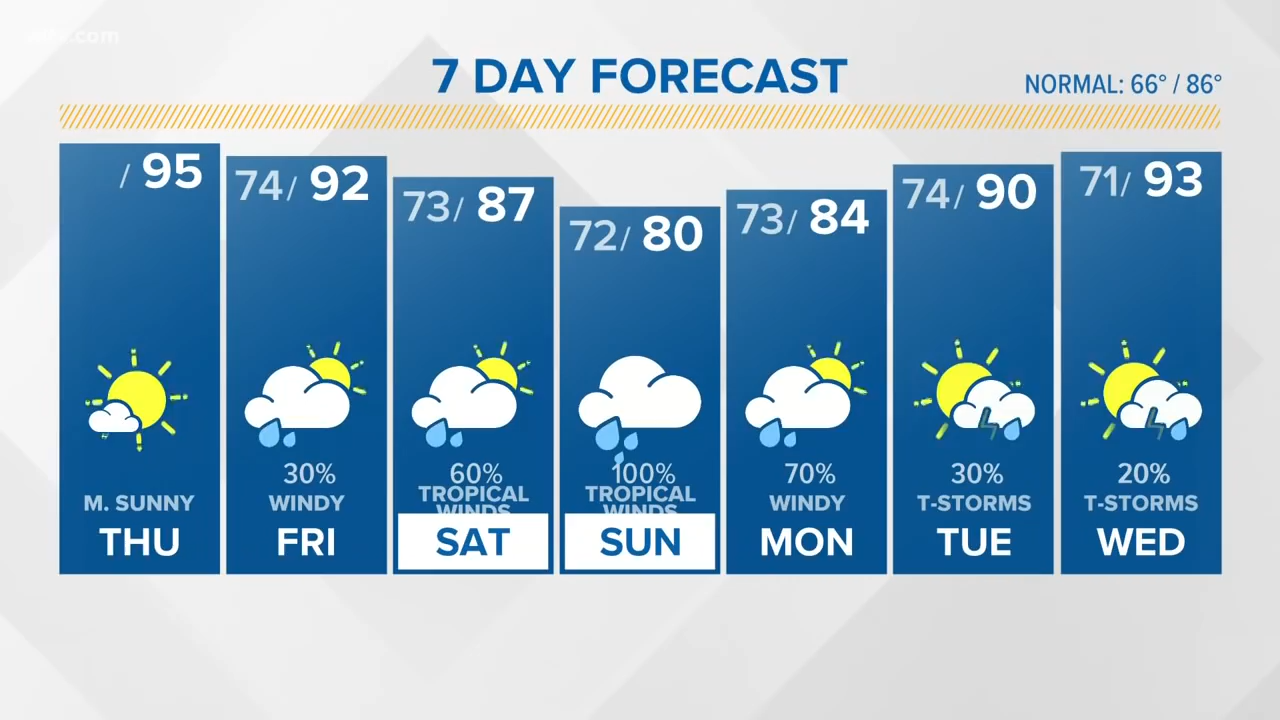 7 DAY FORECAST
NORMAL: 66° / 86°
/ 95
74/ 92
73/ 87
72/ 80
73/ 84
74/ 90
71/ 93
30%
60%
100%
70%
30%
20%
M. SUNNY
WINDY
TROPICAL
WINDS
TROPICAL
WINDS
WINDY
T-STORMS
T-STORMS
THU
FRI
SAT
SUN
MON
TUE
WED